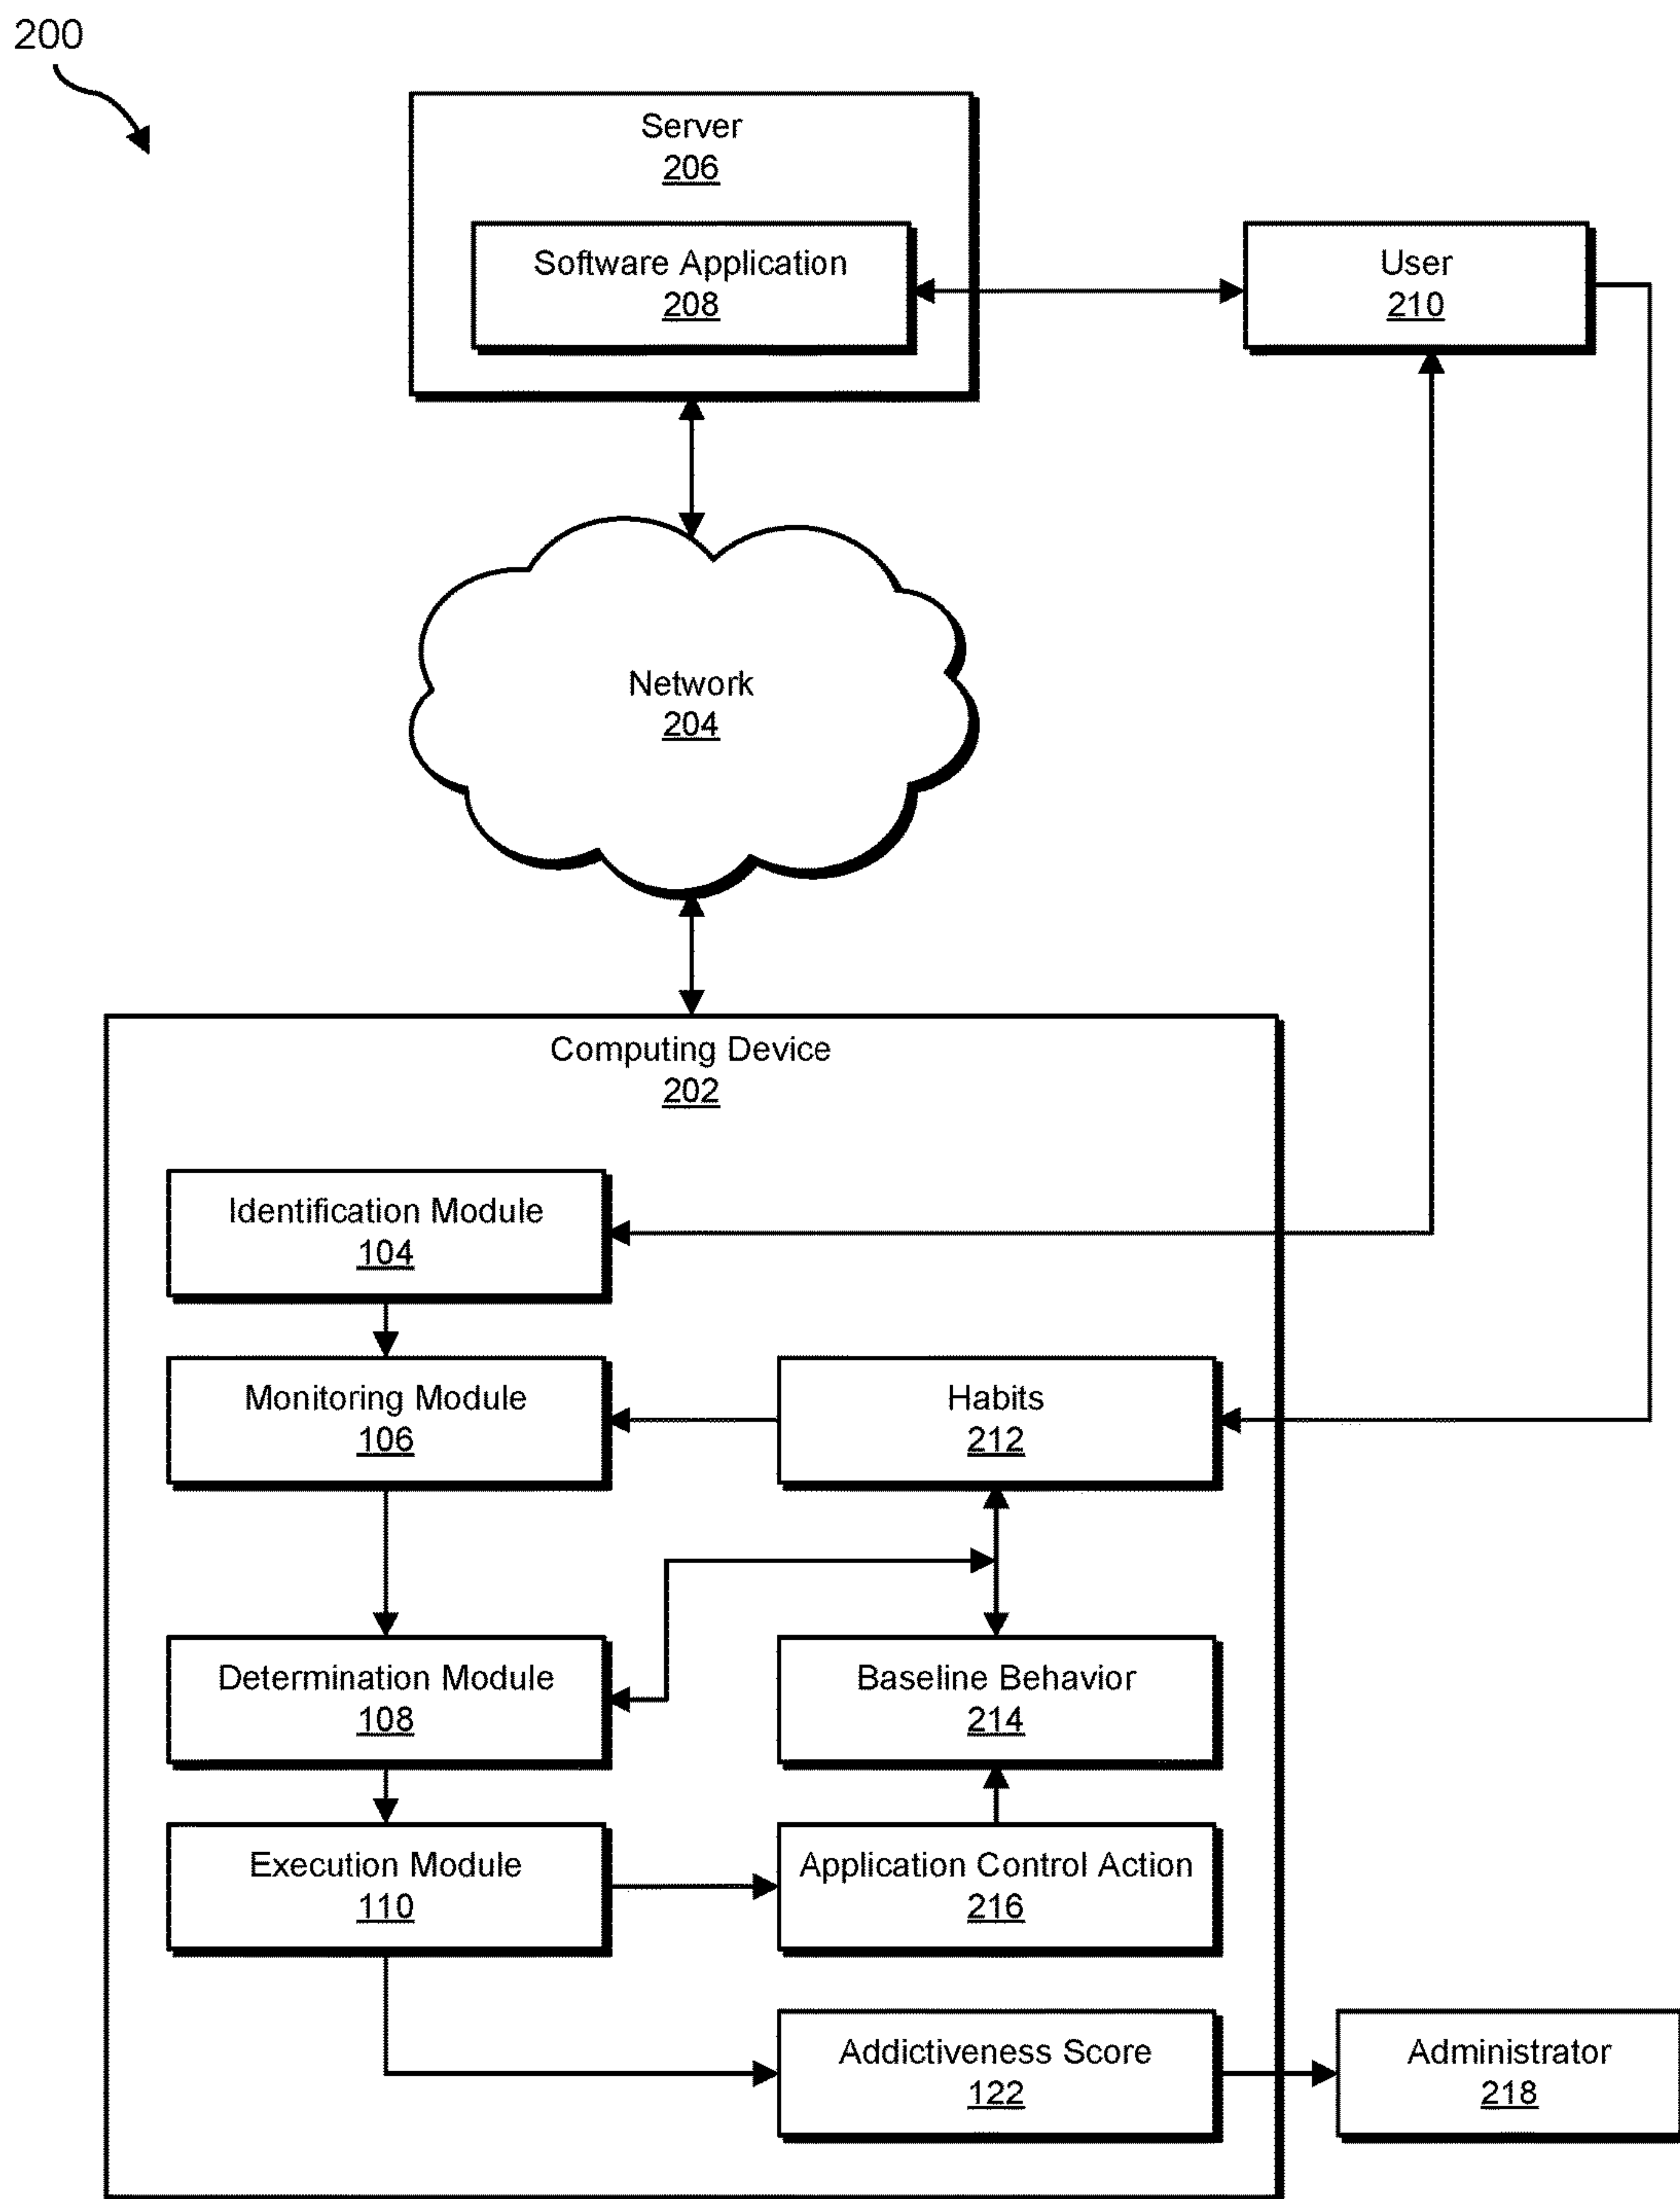 200
Server
206
Software Application
208
User
210
Network
204
Computing Device
202
Identification Module
104
Monitoring Module
106
Habits
212
Determination Module
108
Baseline Behavior
214
Execution Module
110
Application Control Action
216
Addictiveness Score
122
Administrator
218